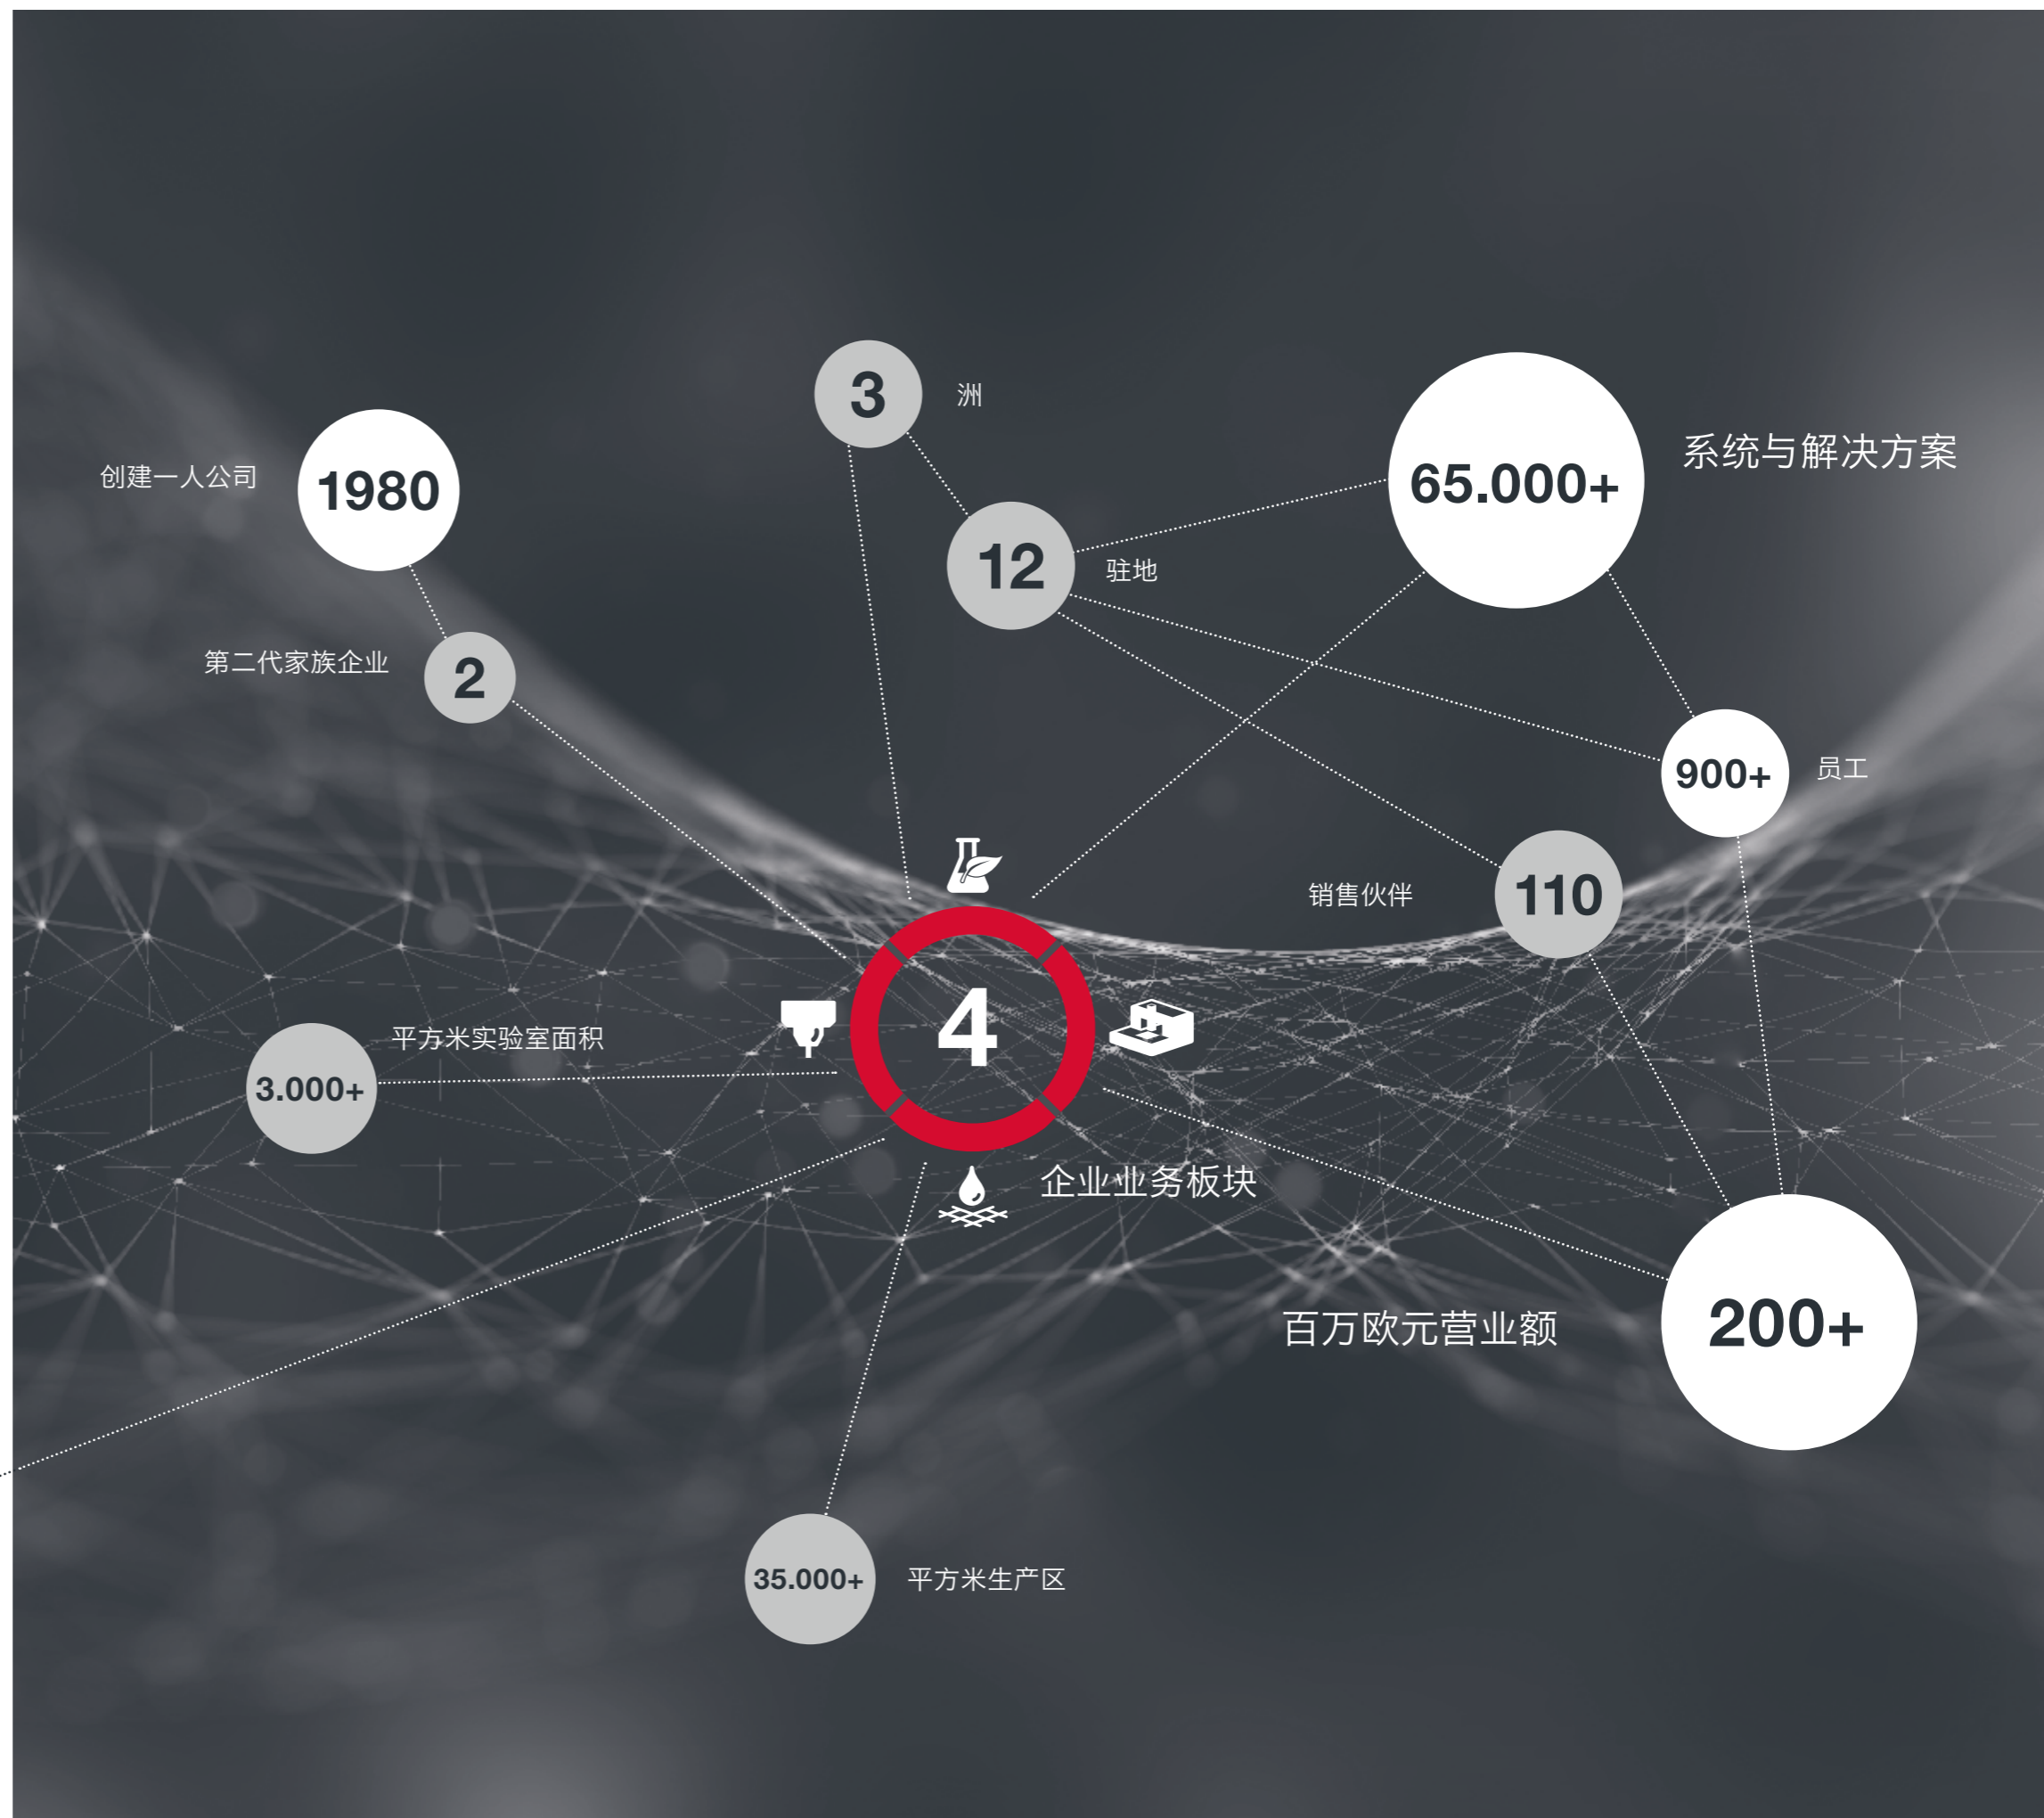 3
洲
65.000+
系统与解决方案
创建一人公司
1980
12
驻地
第二代家族企业
2
900+
员工
销售伙伴
110
4
企业业务板块
平方米实验室面积
3.000+
百万欧元营业额
200+
35.000+
平方米生产区